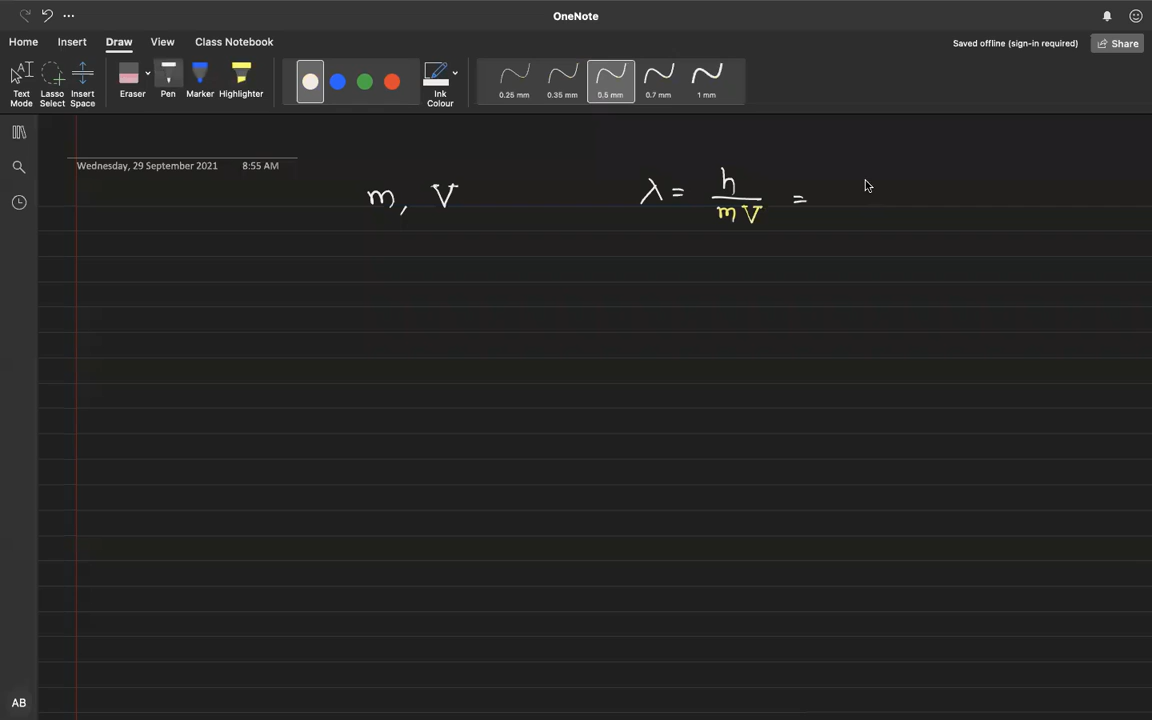 OneNote
Home Insert Draw View Class Notebook
Saved offline (sign-in required) Share
Text Mode
Lasso Select
Insert Space
Eraser
Pen
Marker
Highlighter
Ink Colour
0.25 mm
0.35 mm
0.5 mm
0.7 mm
1 mm
Wednesday, 29 September 2021 8:55 AM
m, V λ = h / mV =
AB